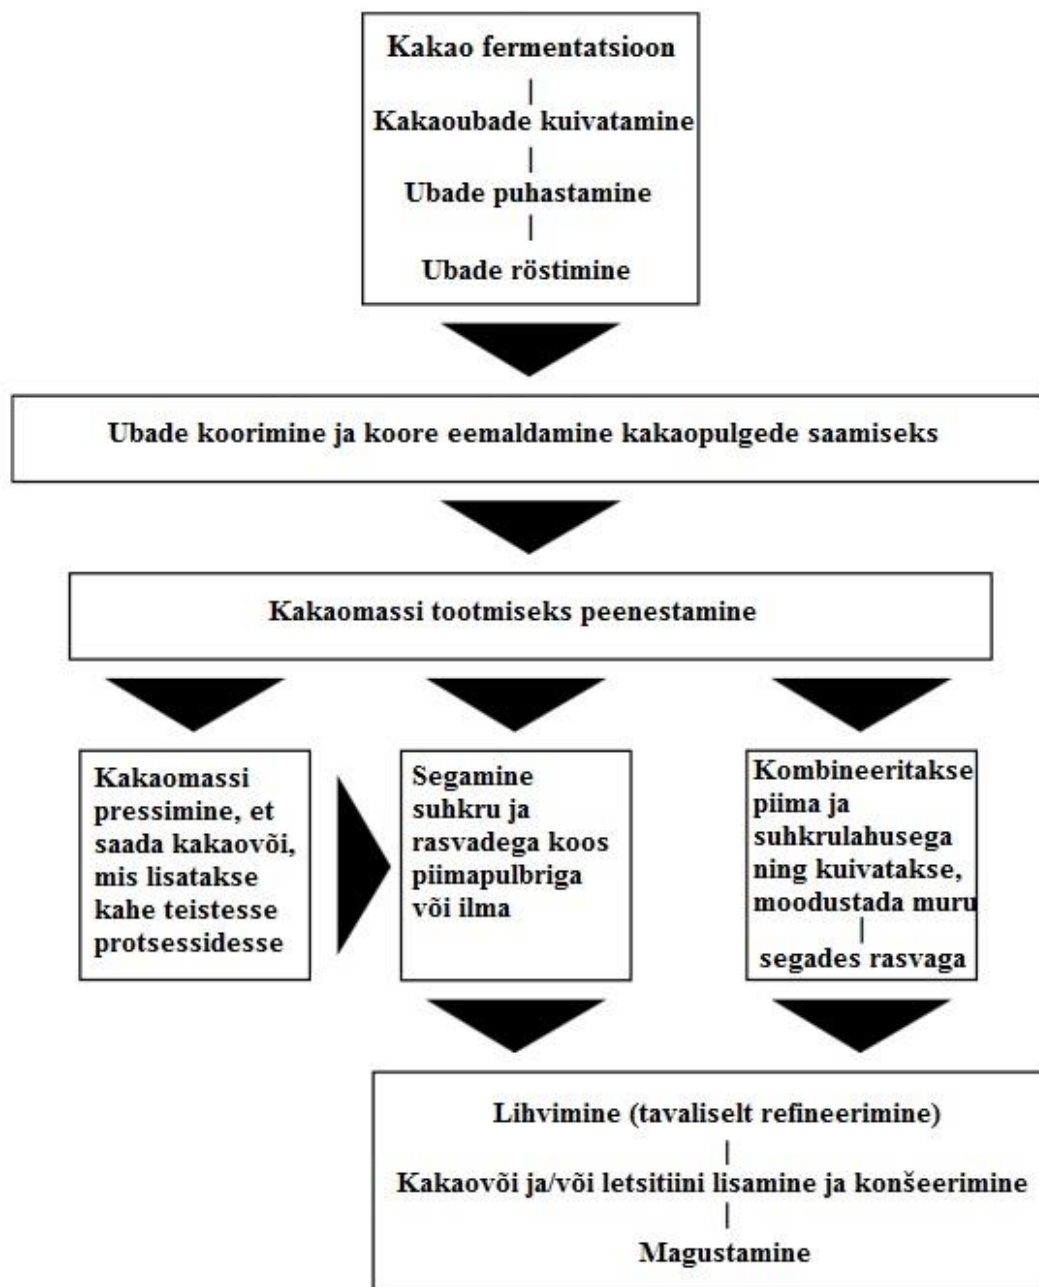 Kakao fermentatsioon
Kakaoubade kuivatamine
Ubade puhastamine
Ubade röstimine
Ubade koorimine ja koore eemaldamine kakaopulgede saamiseks
Kakaomassi tootmiseks peenestamine
Kakaomassi
pressimine, et
saada kakaovõi,
mis lisatakse
kahe teistesse
protsessidesse
Segamine
suhkru ja
rasvadega koos
piimapulbriga
või ilma
Kombineeritakse
piima ja
suhkrulahusega
ning kuivatakse,
moodustada muru
segades rasvaga
Lihvimine (tavaliselt refineerimine)
Kakaovõi ja/või letsitiini lisamine ja konšeerimine
Magustamine